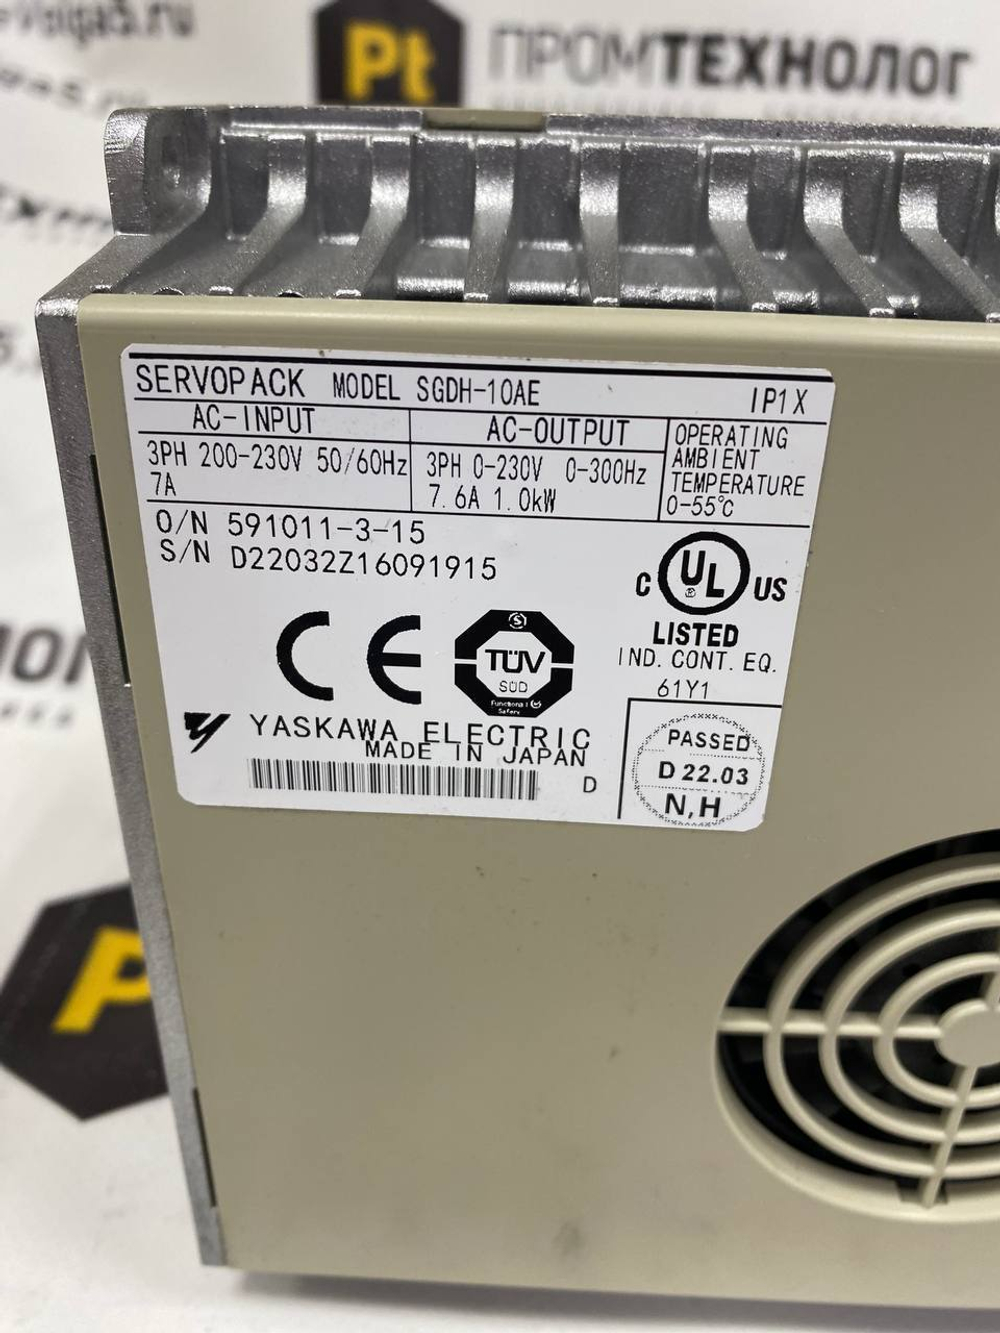 Pt ПРОМТЕХНОЛОГ
SERVOPACK MODEL SGDH-10AE IP1X
AC-INPUT
3PH 200-230V 50/60Hz
7A
AC-OUTPUT
3PH 0-230V 0-300Hz
7.6A 1.0kW
OPERATING
AMBIENT
TEMPERATURE
0-55℃
O/N 591011-3-15
S/N D22032Z16091915
CE
TÜV
SÜD
Functional
Safety
C UL US
®
LISTED
IND. CONT. EQ.
61Y1
YASKAWA ELECTRIC
MADE IN JAPAN
D
PASSED
D 22.03
N,H